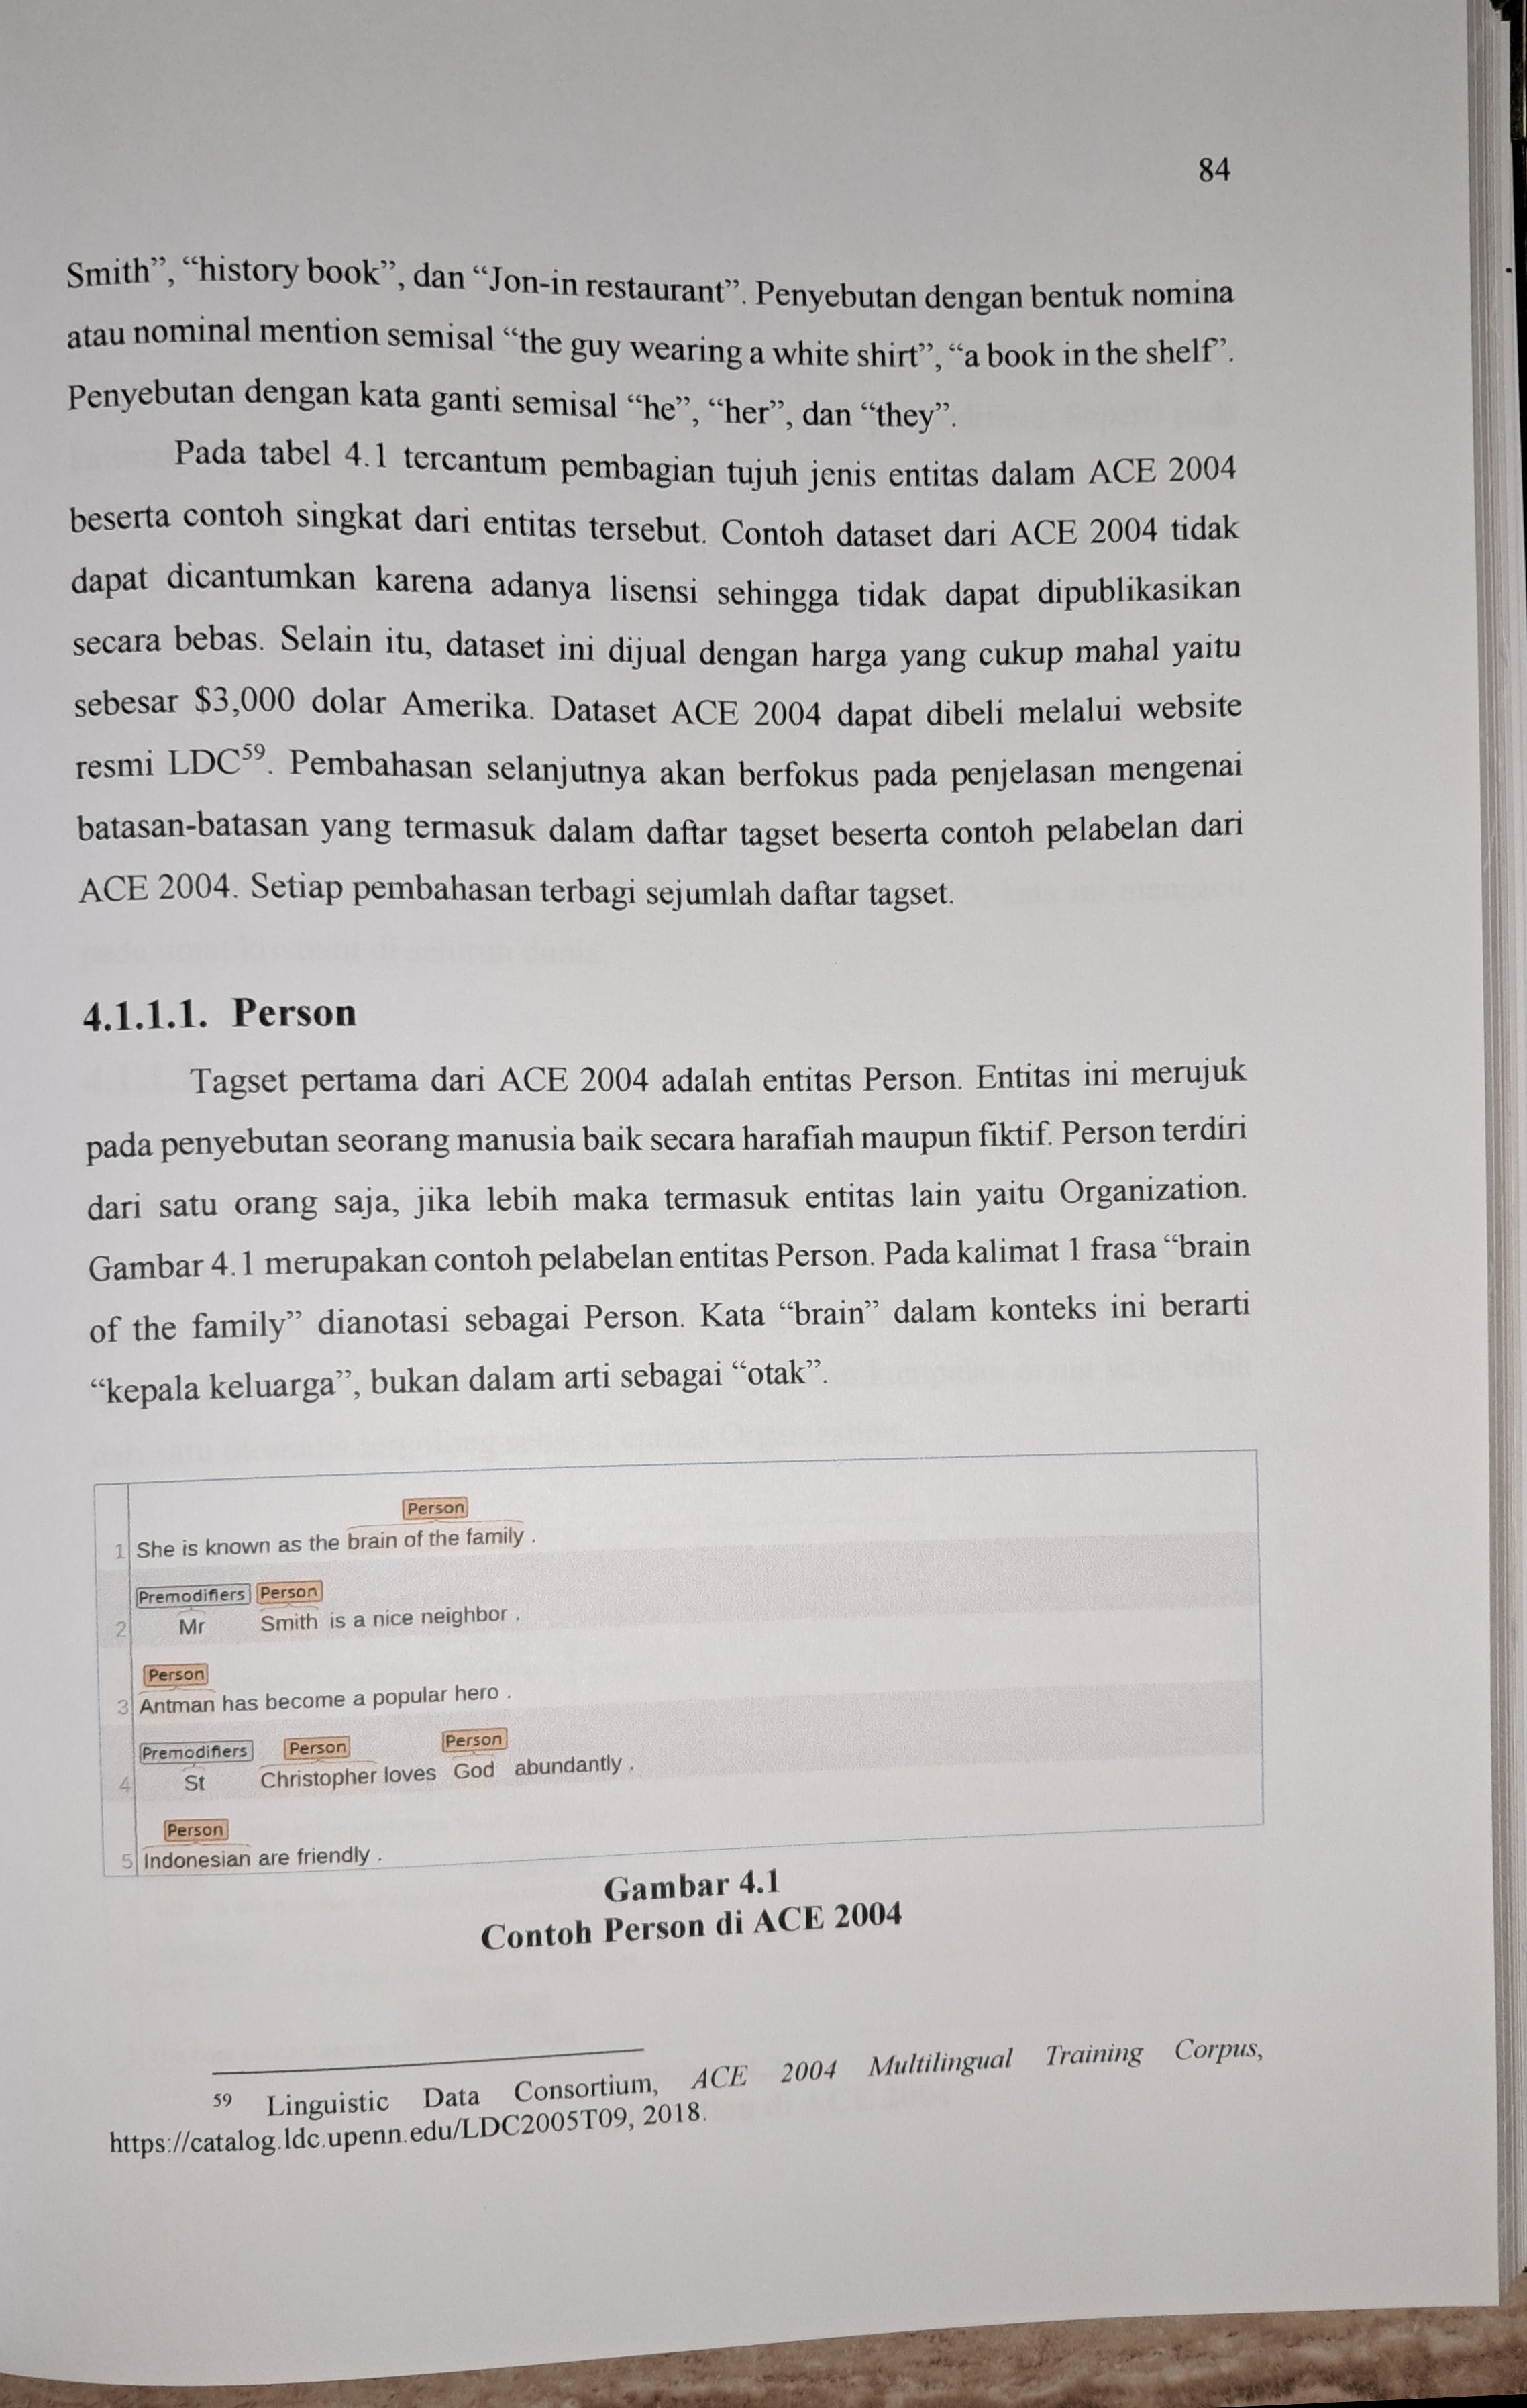 84
Smith”, “history book”, dan “Jon-in restaurant”. Penyebutan dengan bentuk nomina
atau nominal mention semisal “the guy wearing a white shirt”, “a book in the shelf”.
Penyebutan dengan kata ganti semisal “he”, “her”, dan “they”.
Pada tabel 4.1 tercantum pembagian tujuh jenis entitas dalam ACE 2004
beserta contoh singkat dari entitas tersebut. Contoh dataset dari ACE 2004 tidak
dapat dicantumkan karena adanya lisensi sehingga tidak dapat dipublikasikan
secara bebas. Selain itu, dataset ini dijual dengan harga yang cukup mahal yaitu
sebesar $3,000 dolar Amerika. Dataset ACE 2004 dapat dibeli melalui website
resmi LDC59. Pembahasan selanjutnya akan berfokus pada penjelasan mengenai
batasan-batasan yang termasuk dalam daftar tagset beserta contoh pelabelan dari
ACE 2004. Setiap pembahasan terbagi sejumlah daftar tagset.
4.1.1.1. Person
Tagset pertama dari ACE 2004 adalah entitas Person. Entitas ini merujuk
pada penyebutan seorang manusia baik secara harafiah maupun fiktif. Person terdiri
dari satu orang saja, jika lebih maka termasuk entitas lain yaitu Organization.
Gambar 4.1 merupakan contoh pelabelan entitas Person. Pada kalimat 1 frasa “brain
of the family” dianotasi sebagai Person. Kata “brain” dalam konteks ini berarti
“kepala keluarga”, bukan dalam arti sebagai “otak”.
Person
1 She is known as the brain of the family .
Premodifiers Person
2 Mr Smith is a nice neighbor .
Person
3 Antman has become a popular hero .
Premodifiers Person Person
4 St Christopher loves God abundantly .
Person
5 Indonesian are friendly .
Gambar 4.1
Contoh Person di ACE 2004
59 Linguistic Data Consortium, ACE 2004 Multilingual Training Corpus,
https://catalog.ldc.upenn.edu/LDC2005T09, 2018.